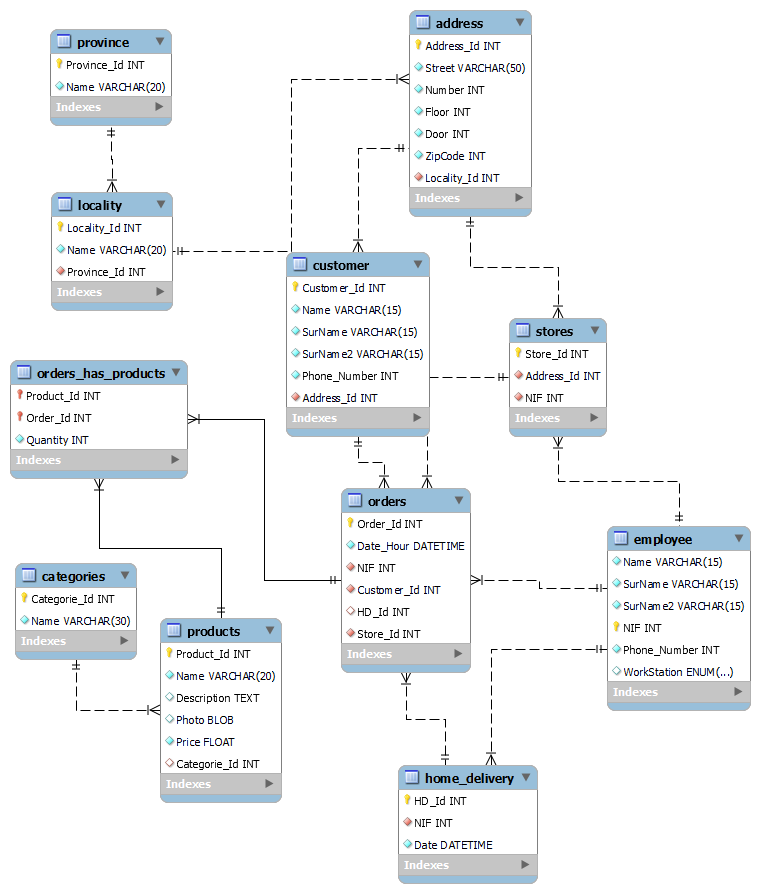 address
Address_Id INT
Street VARCHAR(50)
Number INT
Floor INT
Door INT
ZipCode INT
Locality_Id INT
Indexes
province
Province_Id INT
Name VARCHAR(20)
Indexes
locality
Locality_Id INT
Name VARCHAR(20)
Province_Id INT
Indexes
customer
Customer_Id INT
Name VARCHAR(15)
SurName VARCHAR(15)
SurName2 VARCHAR(15)
Phone_Number INT
Address_Id INT
Indexes
stores
Store_Id INT
Address_Id INT
NIF INT
Indexes
orders_has_products
Product_Id INT
Order_Id INT
Quantity INT
Indexes
orders
Order_Id INT
Date_Hour DATETIME
NIF INT
Customer_Id INT
HD_Id INT
Store_Id INT
Indexes
employee
Name VARCHAR(15)
SurName VARCHAR(15)
SurName2 VARCHAR(15)
NIF INT
Phone_Number INT
WorkStation ENUM(...)
Indexes
categories
Categorie_Id INT
Name VARCHAR(30)
Indexes
products
Product_Id INT
Name VARCHAR(20)
Description TEXT
Photo BLOB
Price FLOAT
Categorie_Id INT
Indexes
home_delivery
HD_Id INT
NIF INT
Date DATETIME
Indexes